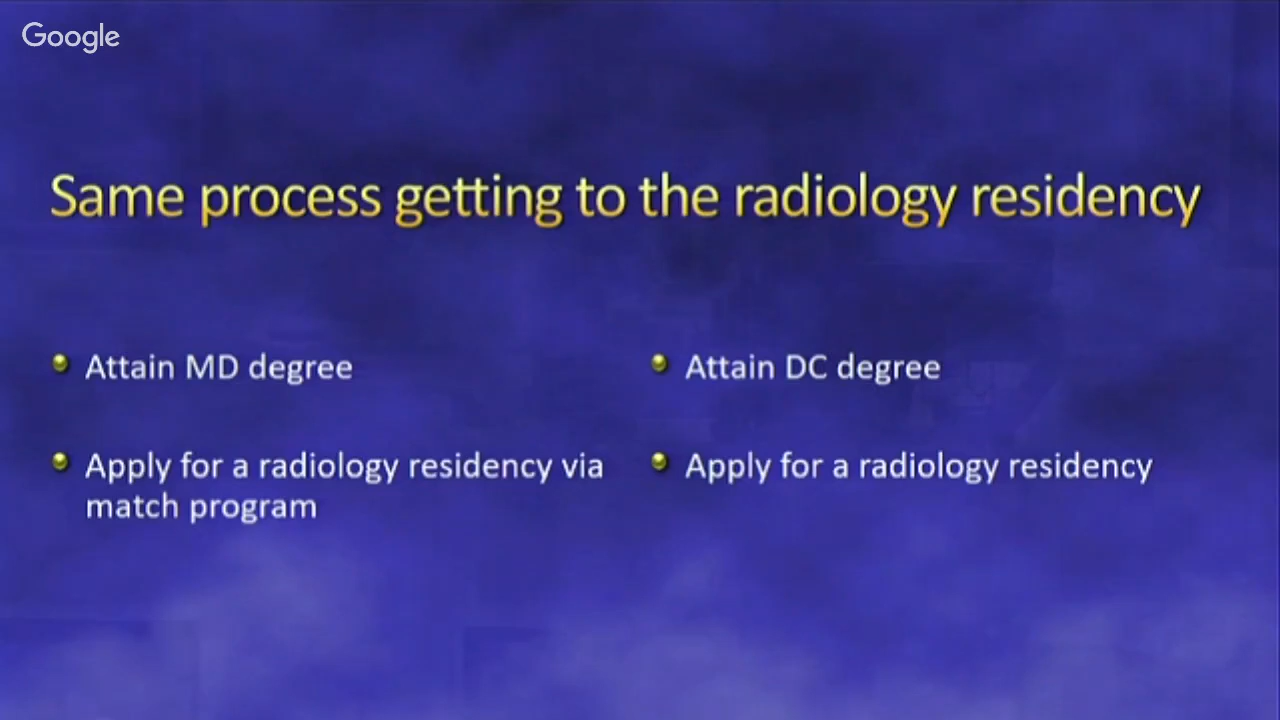 Google
Same process getting to the radiology residency
Attain MD degree
Apply for a radiology residency via
match program
Attain DC degree
Apply for a radiology residency